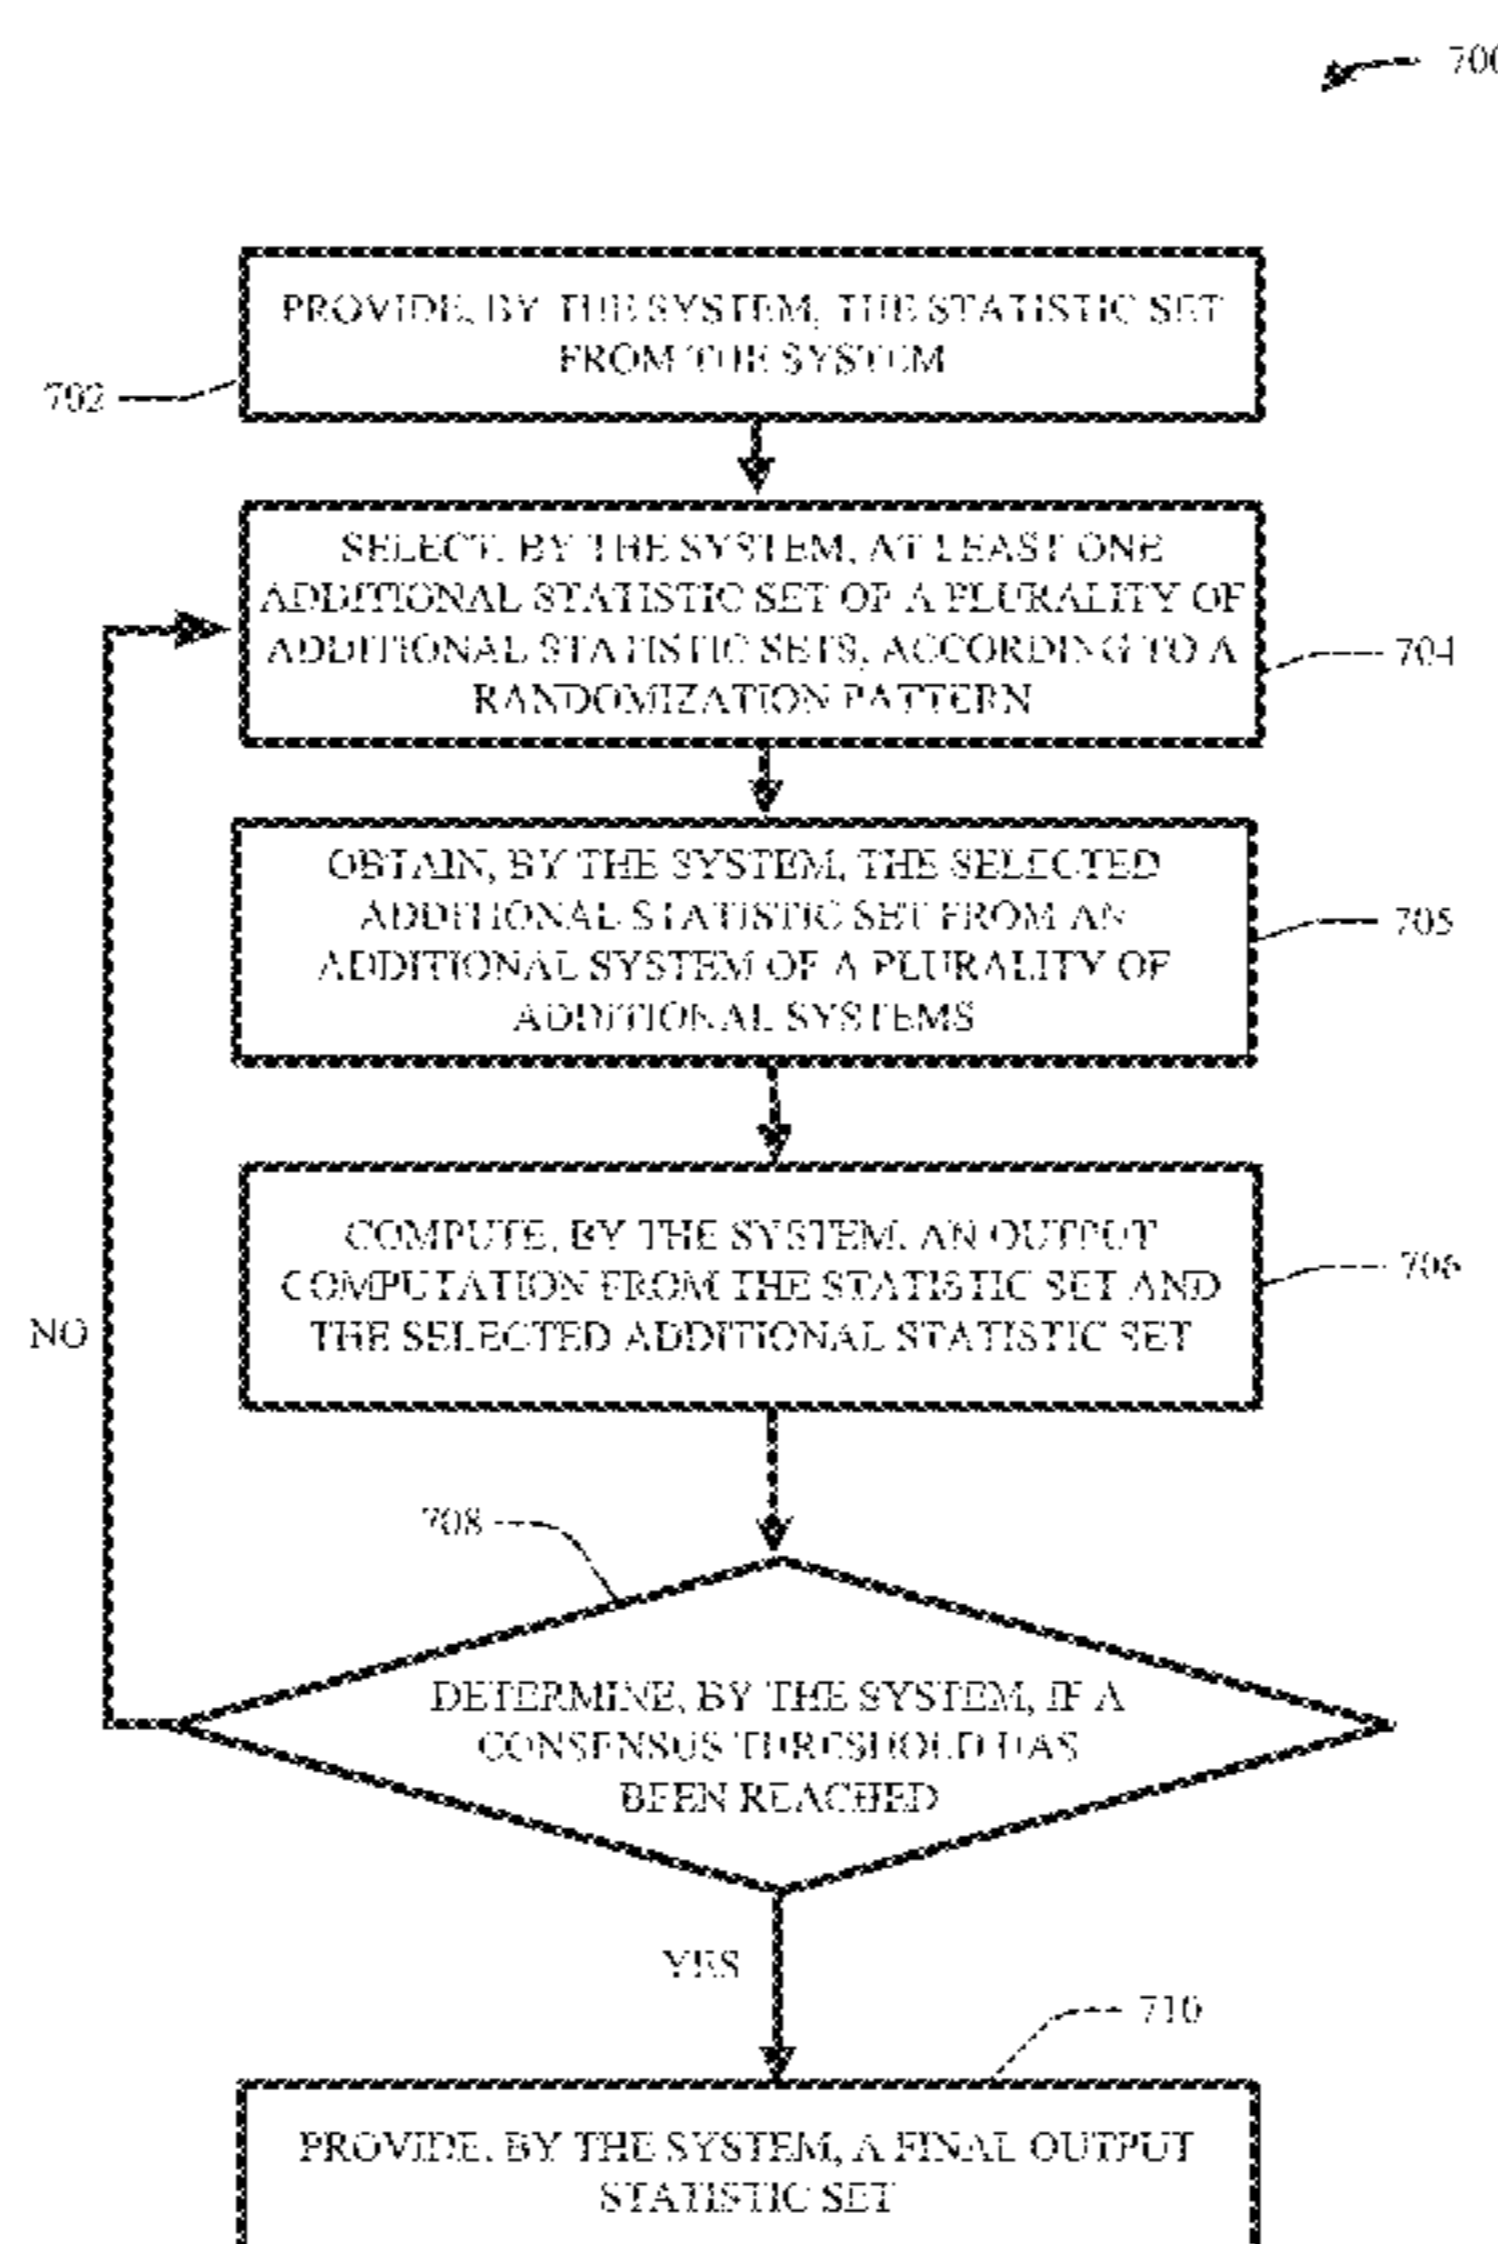 700
PROVIDE, BY THE SYSTEM, THE STATISTIC SET
FROM THE SYSTEM
702
SELECT, BY THE SYSTEM, AT LEAST ONE
ADDITIONAL STATISTIC SET OF A PLURALITY OF
ADDITIONAL STATISTIC SETS, ACCORDING TO A
RANDOMIZATION PATTERN
704
OBTAIN, BY THE SYSTEM, THE SELECTED
ADDITIONAL STATISTIC SET FROM AN
ADDITIONAL SYSTEM OF A PLURALITY OF
ADDITIONAL SYSTEMS
705
COMPUTE, BY THE SYSTEM, AN OUTPUT
COMPUTATION FROM THE STATISTIC SET AND
THE SELECTED ADDITIONAL STATISTIC SET
706
NO
708
DETERMINE, BY THE SYSTEM, IF A
CONSENSUS THRESHOLD HAS
BEEN REACHED
YES
710
PROVIDE, BY THE SYSTEM, A FINAL OUTPUT
STATISTIC SET